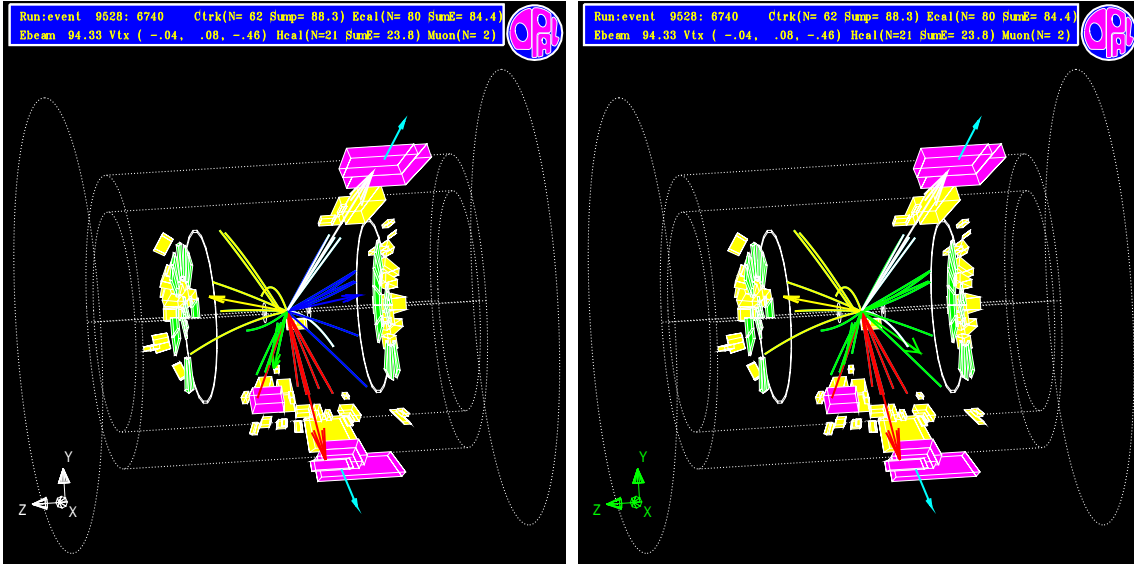 Run:event 9528: 6740 Ctrk(N= 62 Sump= 88.3) Ecal(N= 80 SumE= 84.4)
Ebeam 94.33 Vtx ( -.04, .08, -.46) Hcal(N=21 SumE= 23.8) Muon(N= 2)
OPAL
Y
Z
X
Run:event 9528: 6740 Ctrk(N= 62 Sump= 88.3) Ecal(N= 80 SumE= 84.4)
Ebeam 94.33 Vtx ( -.04, .08, -.46) Hcal(N=21 SumE= 23.8) Muon(N= 2)
OPAL
Y
Z
X